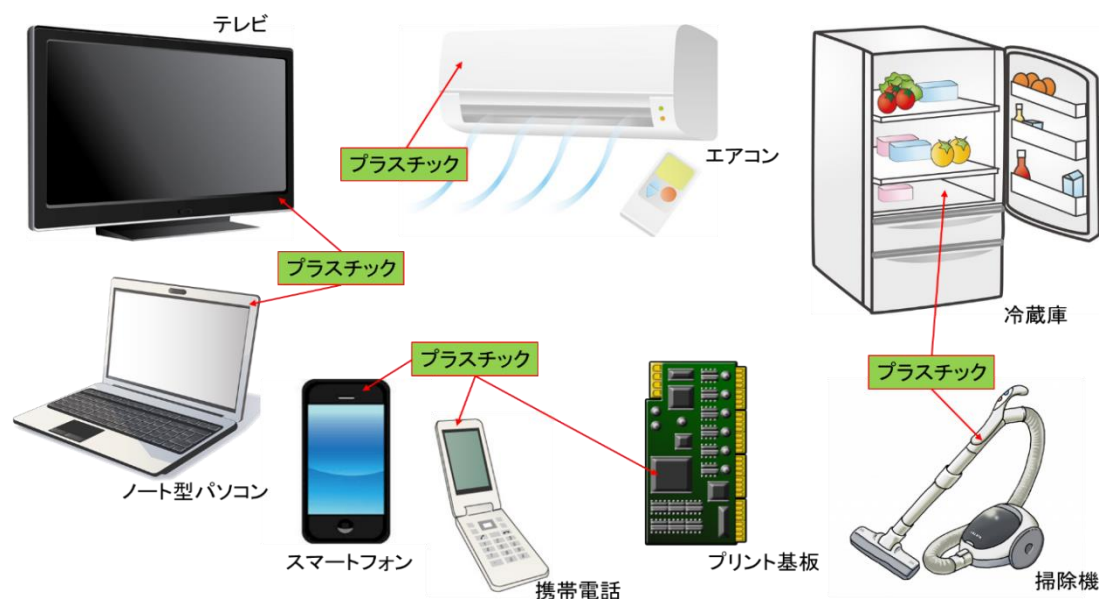 テレビ
プラスチック
エアコン
プラスチック
冷蔵庫
プラスチック
プラスチック
ノート型パソコン
スマートフォン
携帯電話
プリント基板
掃除機